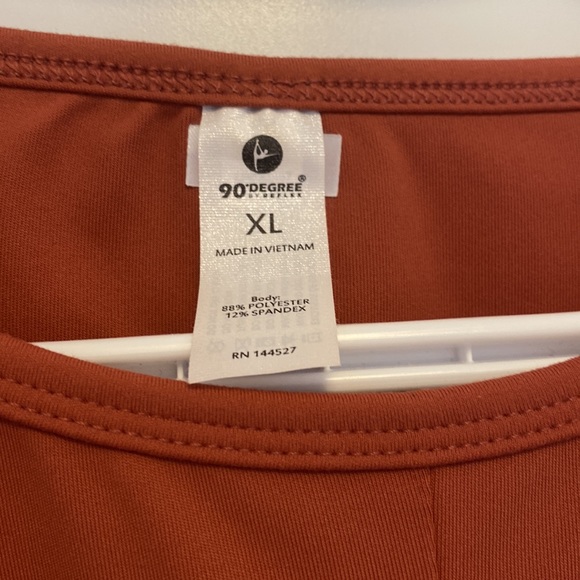 90°DEGREE®
BY REFLEX
XL
MADE IN VIETNAM
Body:
88% POLYESTER
12% SPANDEX
RN 144527